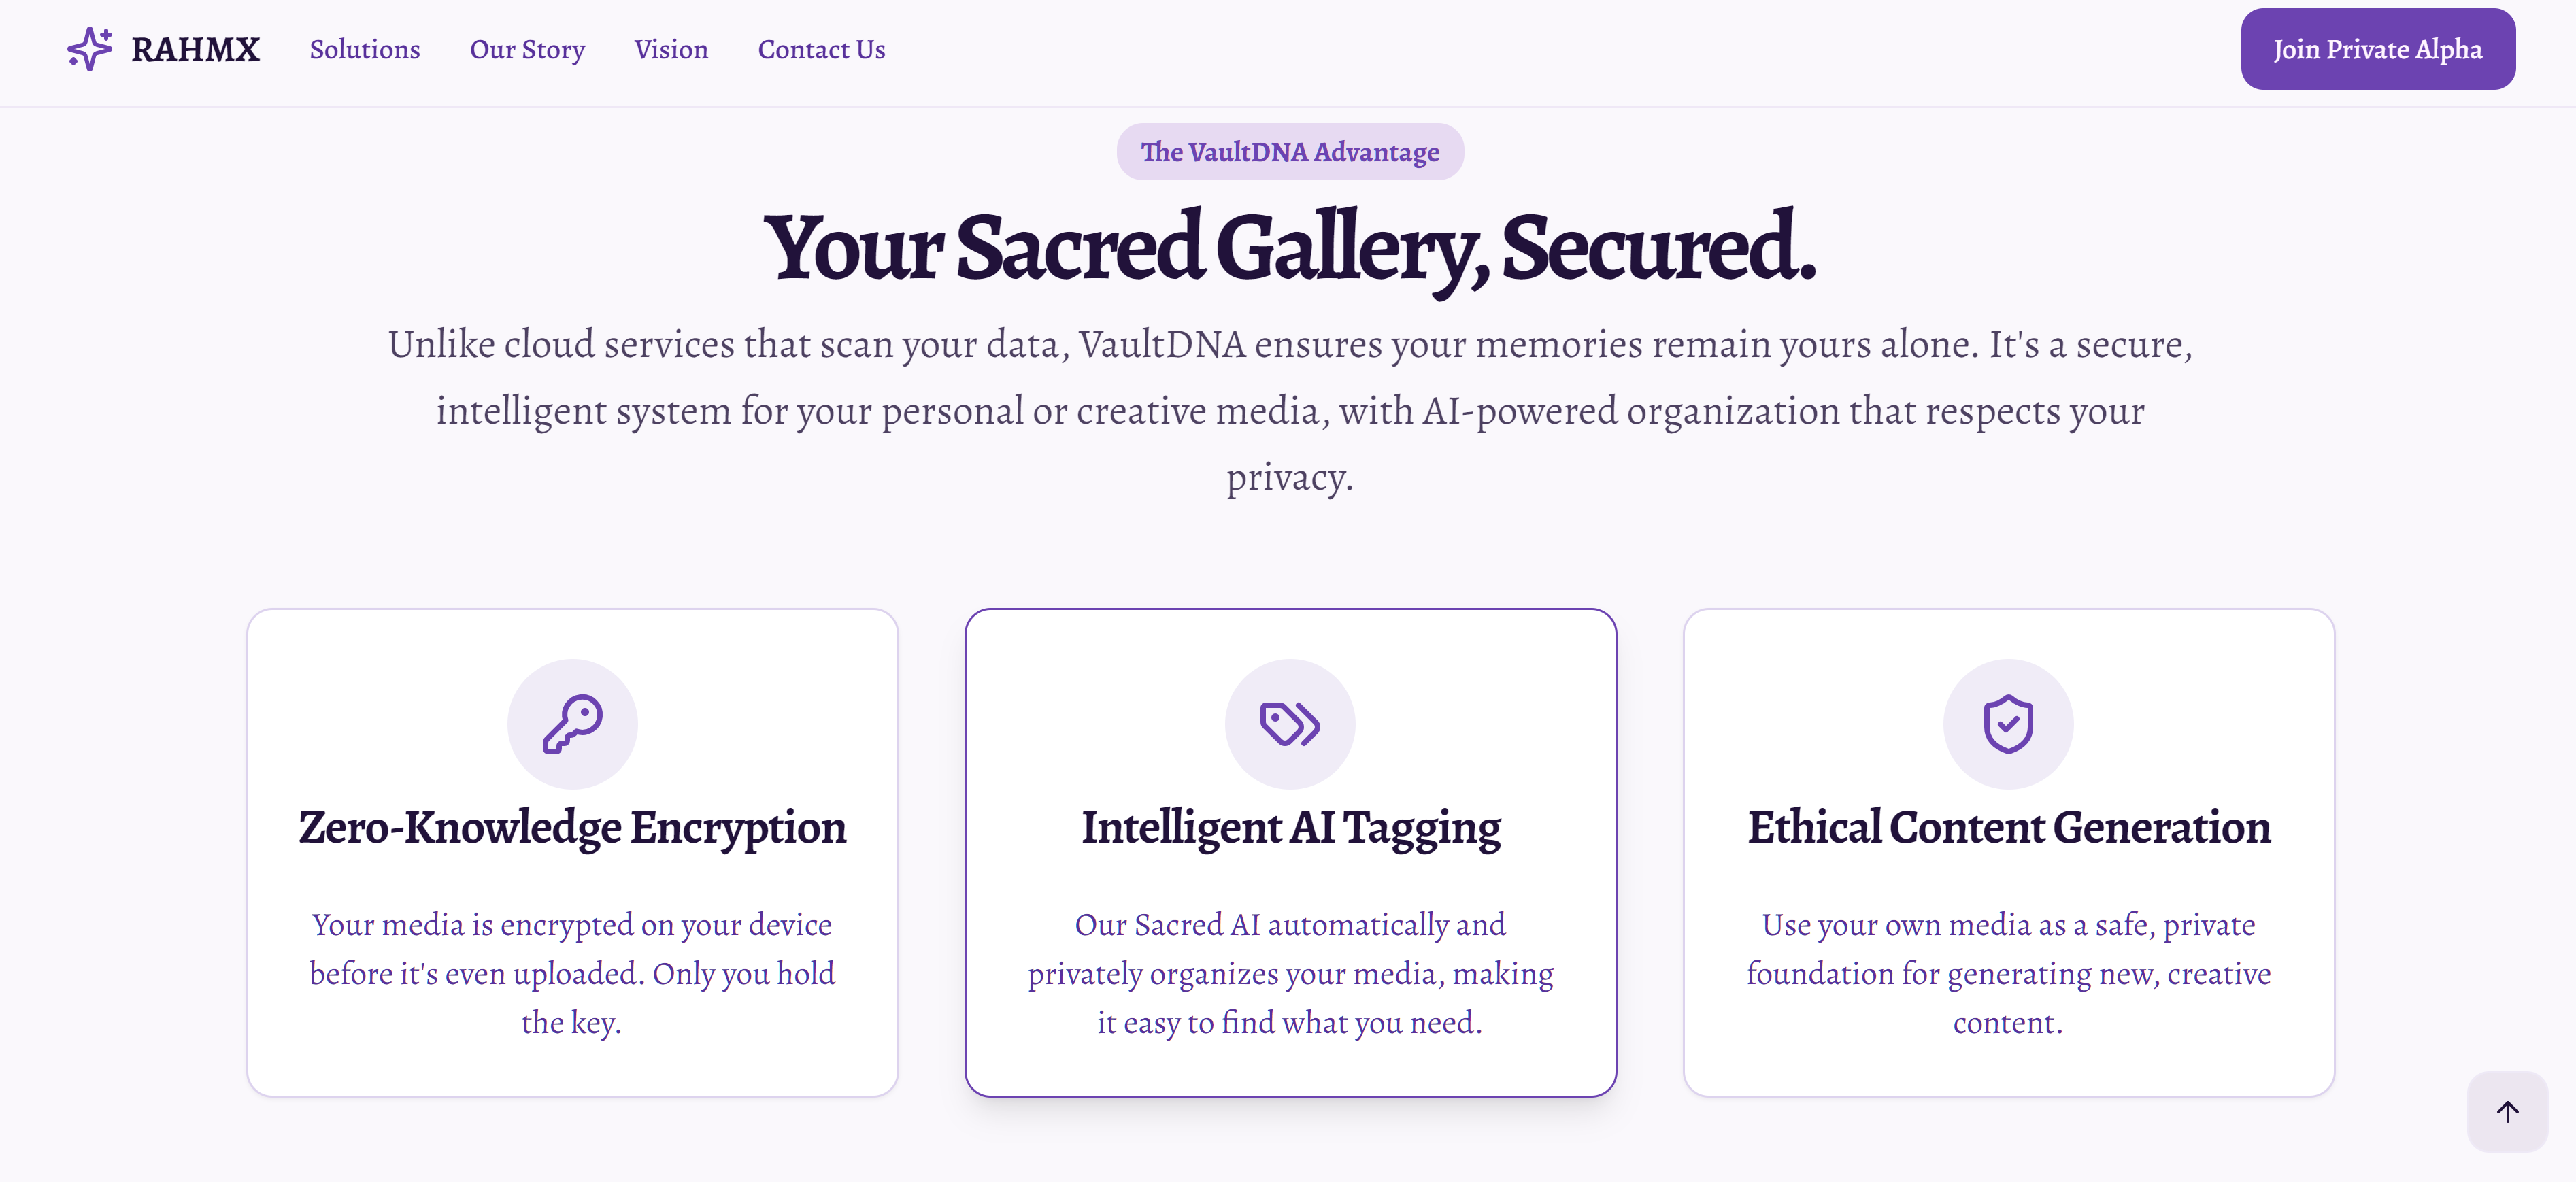 RAHMX
Solutions
Our Story
Vision
Contact Us
Join Private Alpha
The VaultDNA Advantage
Your Sacred Gallery, Secured.
Unlike cloud services that scan your data, VaultDNA ensures your memories remain yours alone. It's a secure,
intelligent system for your personal or creative media, with AI-powered organization that respects your
privacy.
Zero-Knowledge Encryption
Your media is encrypted on your device
before it's even uploaded. Only you hold
the key.
Intelligent AI Tagging
Our Sacred AI automatically and
privately organizes your media, making
it easy to find what you need.
Ethical Content Generation
Use your own media as a safe, private
foundation for generating new, creative
content.